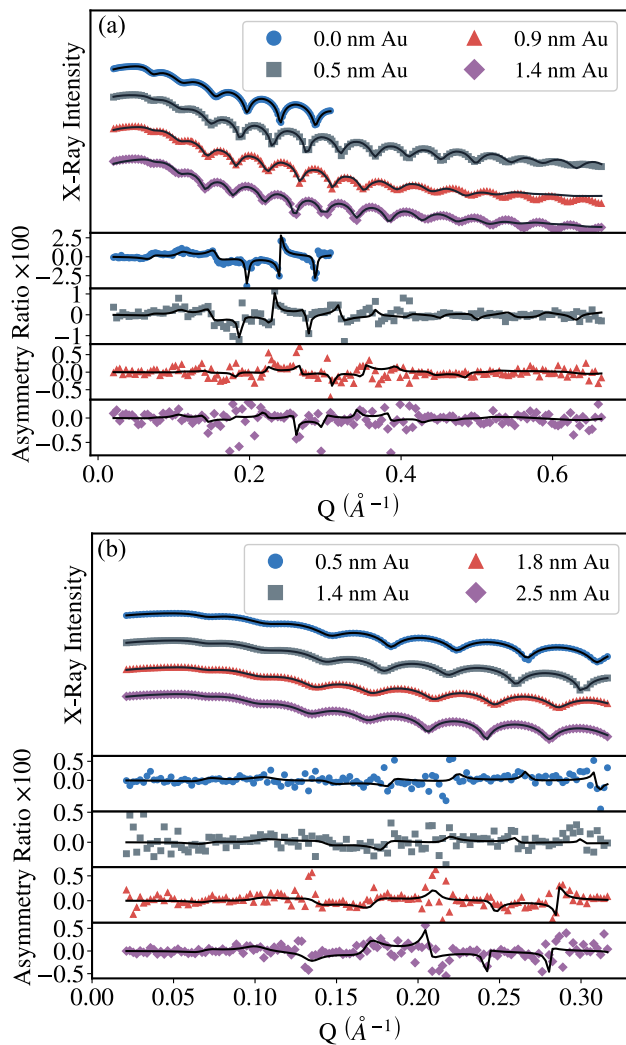 (a)
0.0 nm Au
0.9 nm Au
0.5 nm Au
1.4 nm Au
X-Ray Intensity
Asymmetry Ratio ×100
2.5
0.0
−2.5
1
0
−1
0.5
0.0
−0.5
0.0
−0.5
0.0 0.2 0.4 0.6
Q (Å⁻¹)
(b)
0.5 nm Au
1.8 nm Au
1.4 nm Au
2.5 nm Au
X-Ray Intensity
Asymmetry Ratio ×100
0.5
0.0
0.5
0.0
0.5
0.0
0.5
0.0
−0.5
0.00 0.05 0.10 0.15 0.20 0.25 0.30
Q (Å⁻¹)